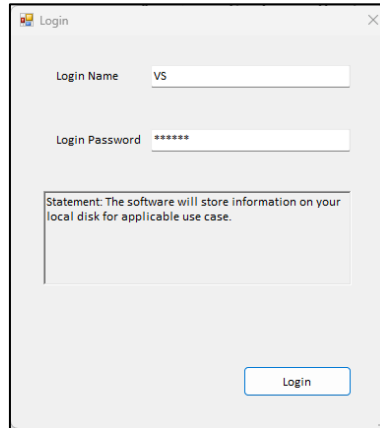 Login
Login Name VS
Login Password ******
Statement: The software will store information on your
local disk for applicable use case.
Login